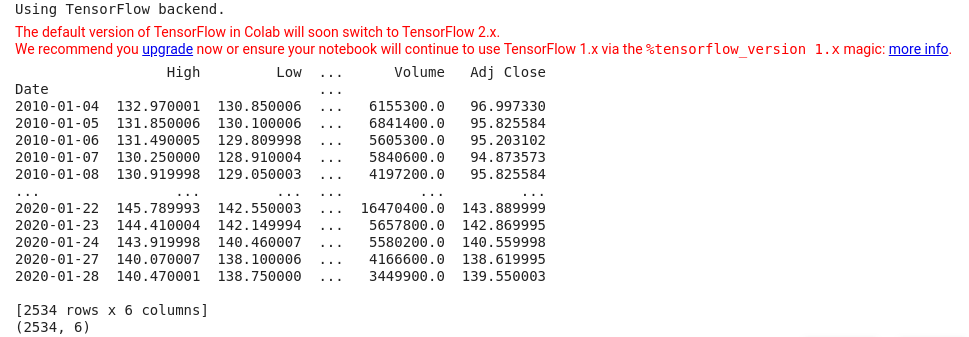 Using TensorFlow backend.
The default version of TensorFlow in Colab will soon switch to TensorFlow 2.x.
We recommend you upgrade now or ensure your notebook will continue to use TensorFlow 1.x via the %tensorflow_version 1.x magic: more info.
High Low ... Volume Adj Close
Date ...
2010-01-04 132.970001 130.850006 ... 6155300.0 96.997330
2010-01-05 131.850006 130.100006 ... 6841400.0 95.825584
2010-01-06 131.490005 129.809998 ... 5605300.0 95.203102
2010-01-07 130.250000 128.910004 ... 5840600.0 94.873573
2010-01-08 130.919998 129.050003 ... 4197200.0 95.825584
... ... ... ... ... ...
2020-01-22 145.789993 142.550003 ... 16470400.0 143.889999
2020-01-23 144.410004 142.149994 ... 5657800.0 142.869995
2020-01-24 143.919998 140.460007 ... 5580200.0 140.559998
2020-01-27 140.070007 138.100006 ... 4166600.0 138.619995
2020-01-28 140.470001 138.750000 ... 3449900.0 139.550003
[2534 rows x 6 columns]
(2534, 6)